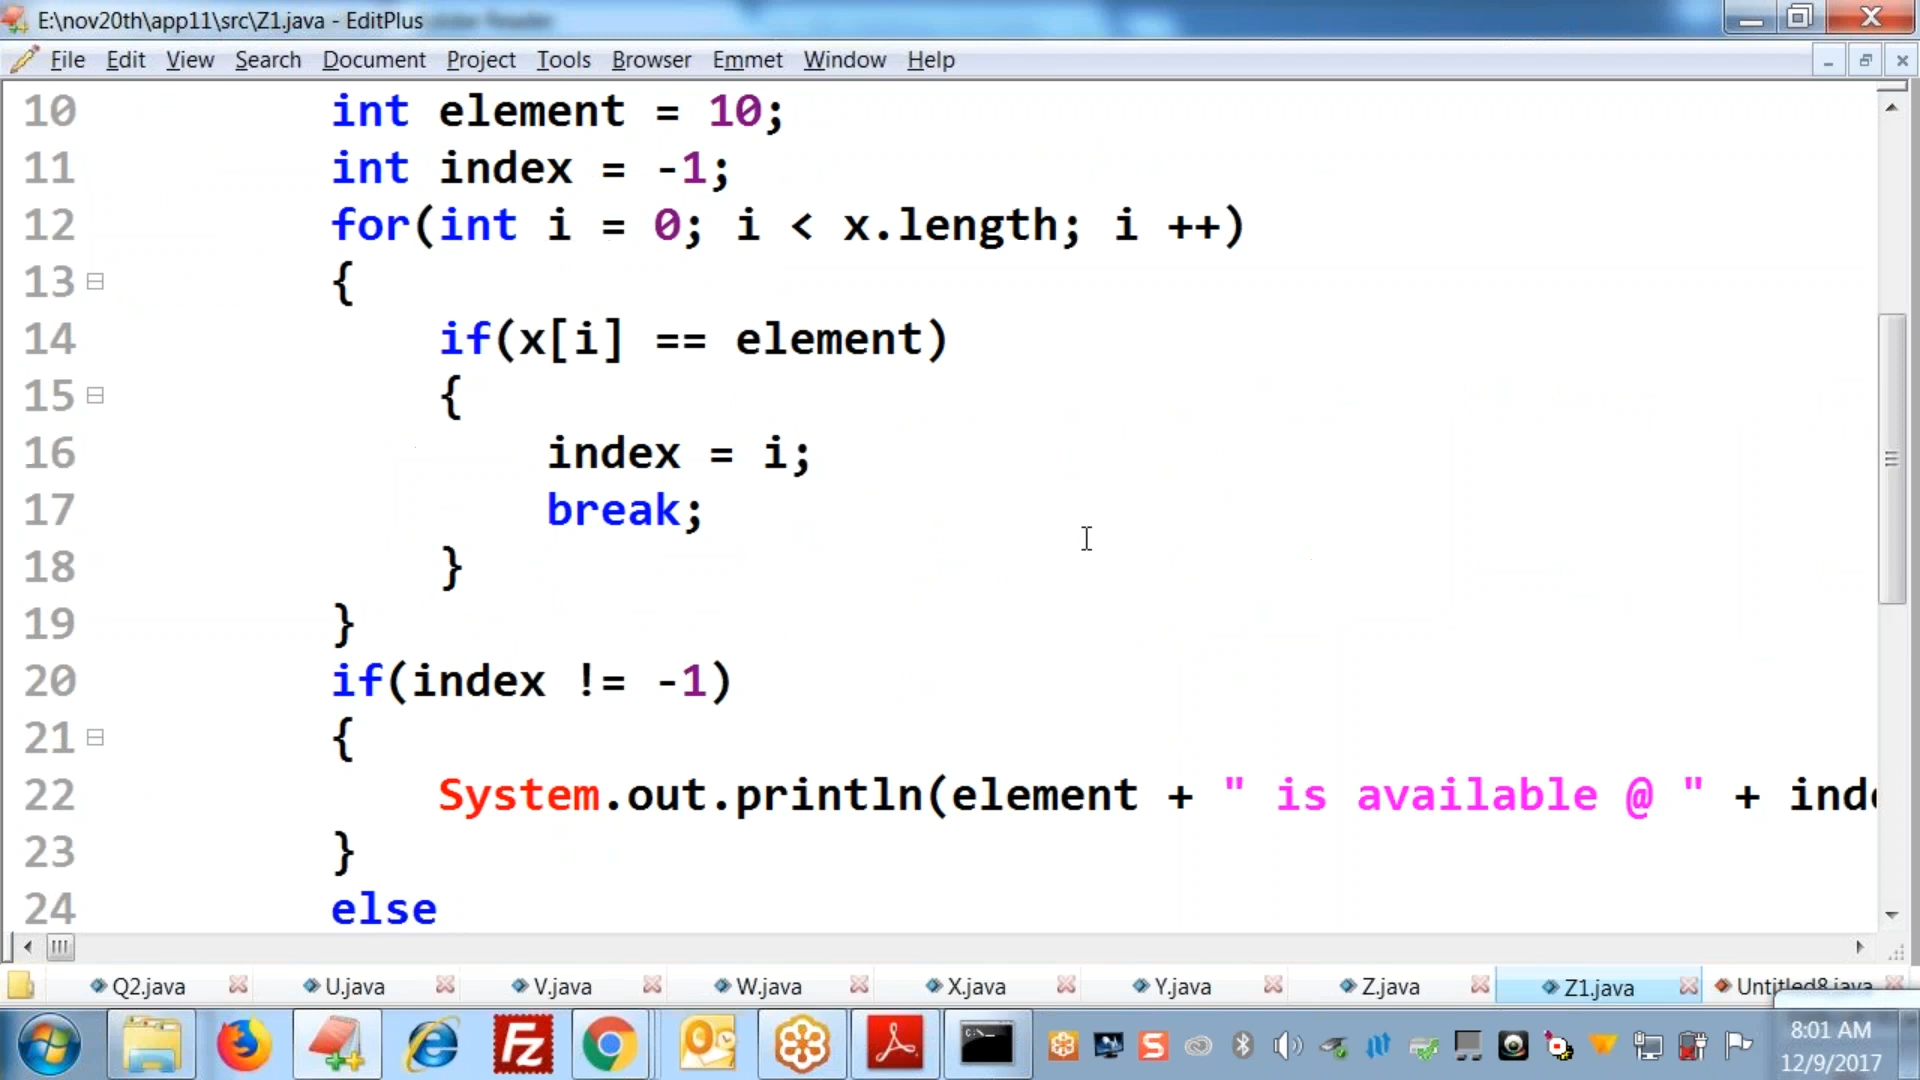 E:\nov20th\app11\src\Z1.java - EditPlus
File Edit View Search Document Project Tools Browser Emmet Window Help
10 int element = 10;
11 int index = -1;
12 for(int i = 0; i < x.length; i ++)
13 {
14 if(x[i] == element)
15 {
16 index = i;
17 break;
18 }
19 }
20 if(index != -1)
21 {
22 System.out.println(element + " is available @ " +
23 }
24 else
Q2.java U.java V.java W.java X.java Y.java Z.java Z1.java Untitled8.java
8:01 AM
12/9/2017